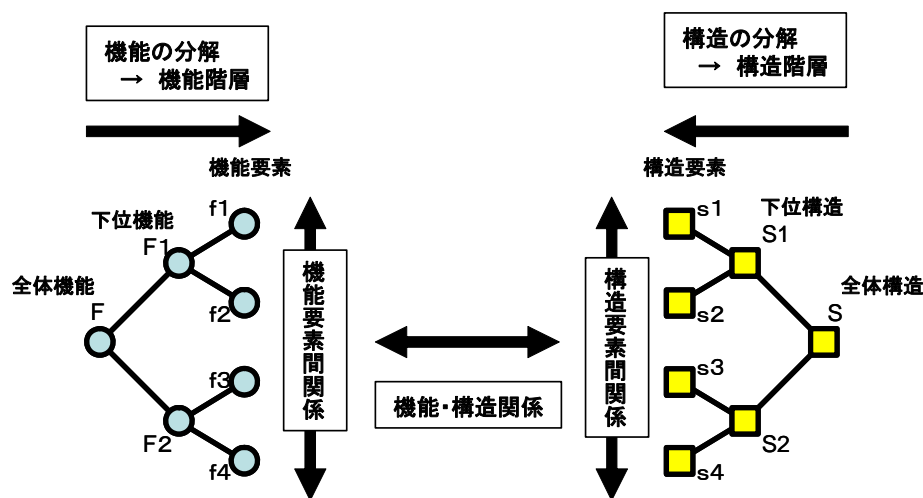 機能の分解
→ 機能階層
構造の分解
→ 構造階層
機能要素
構造要素
下位機能
f1
F1
全体機能
F
f2
f3
F2
f4
機能要素間関係
機能・構造関係
構造要素間関係
s1
下位構造
S1
全体構造
S
s2
s3
S2
s4